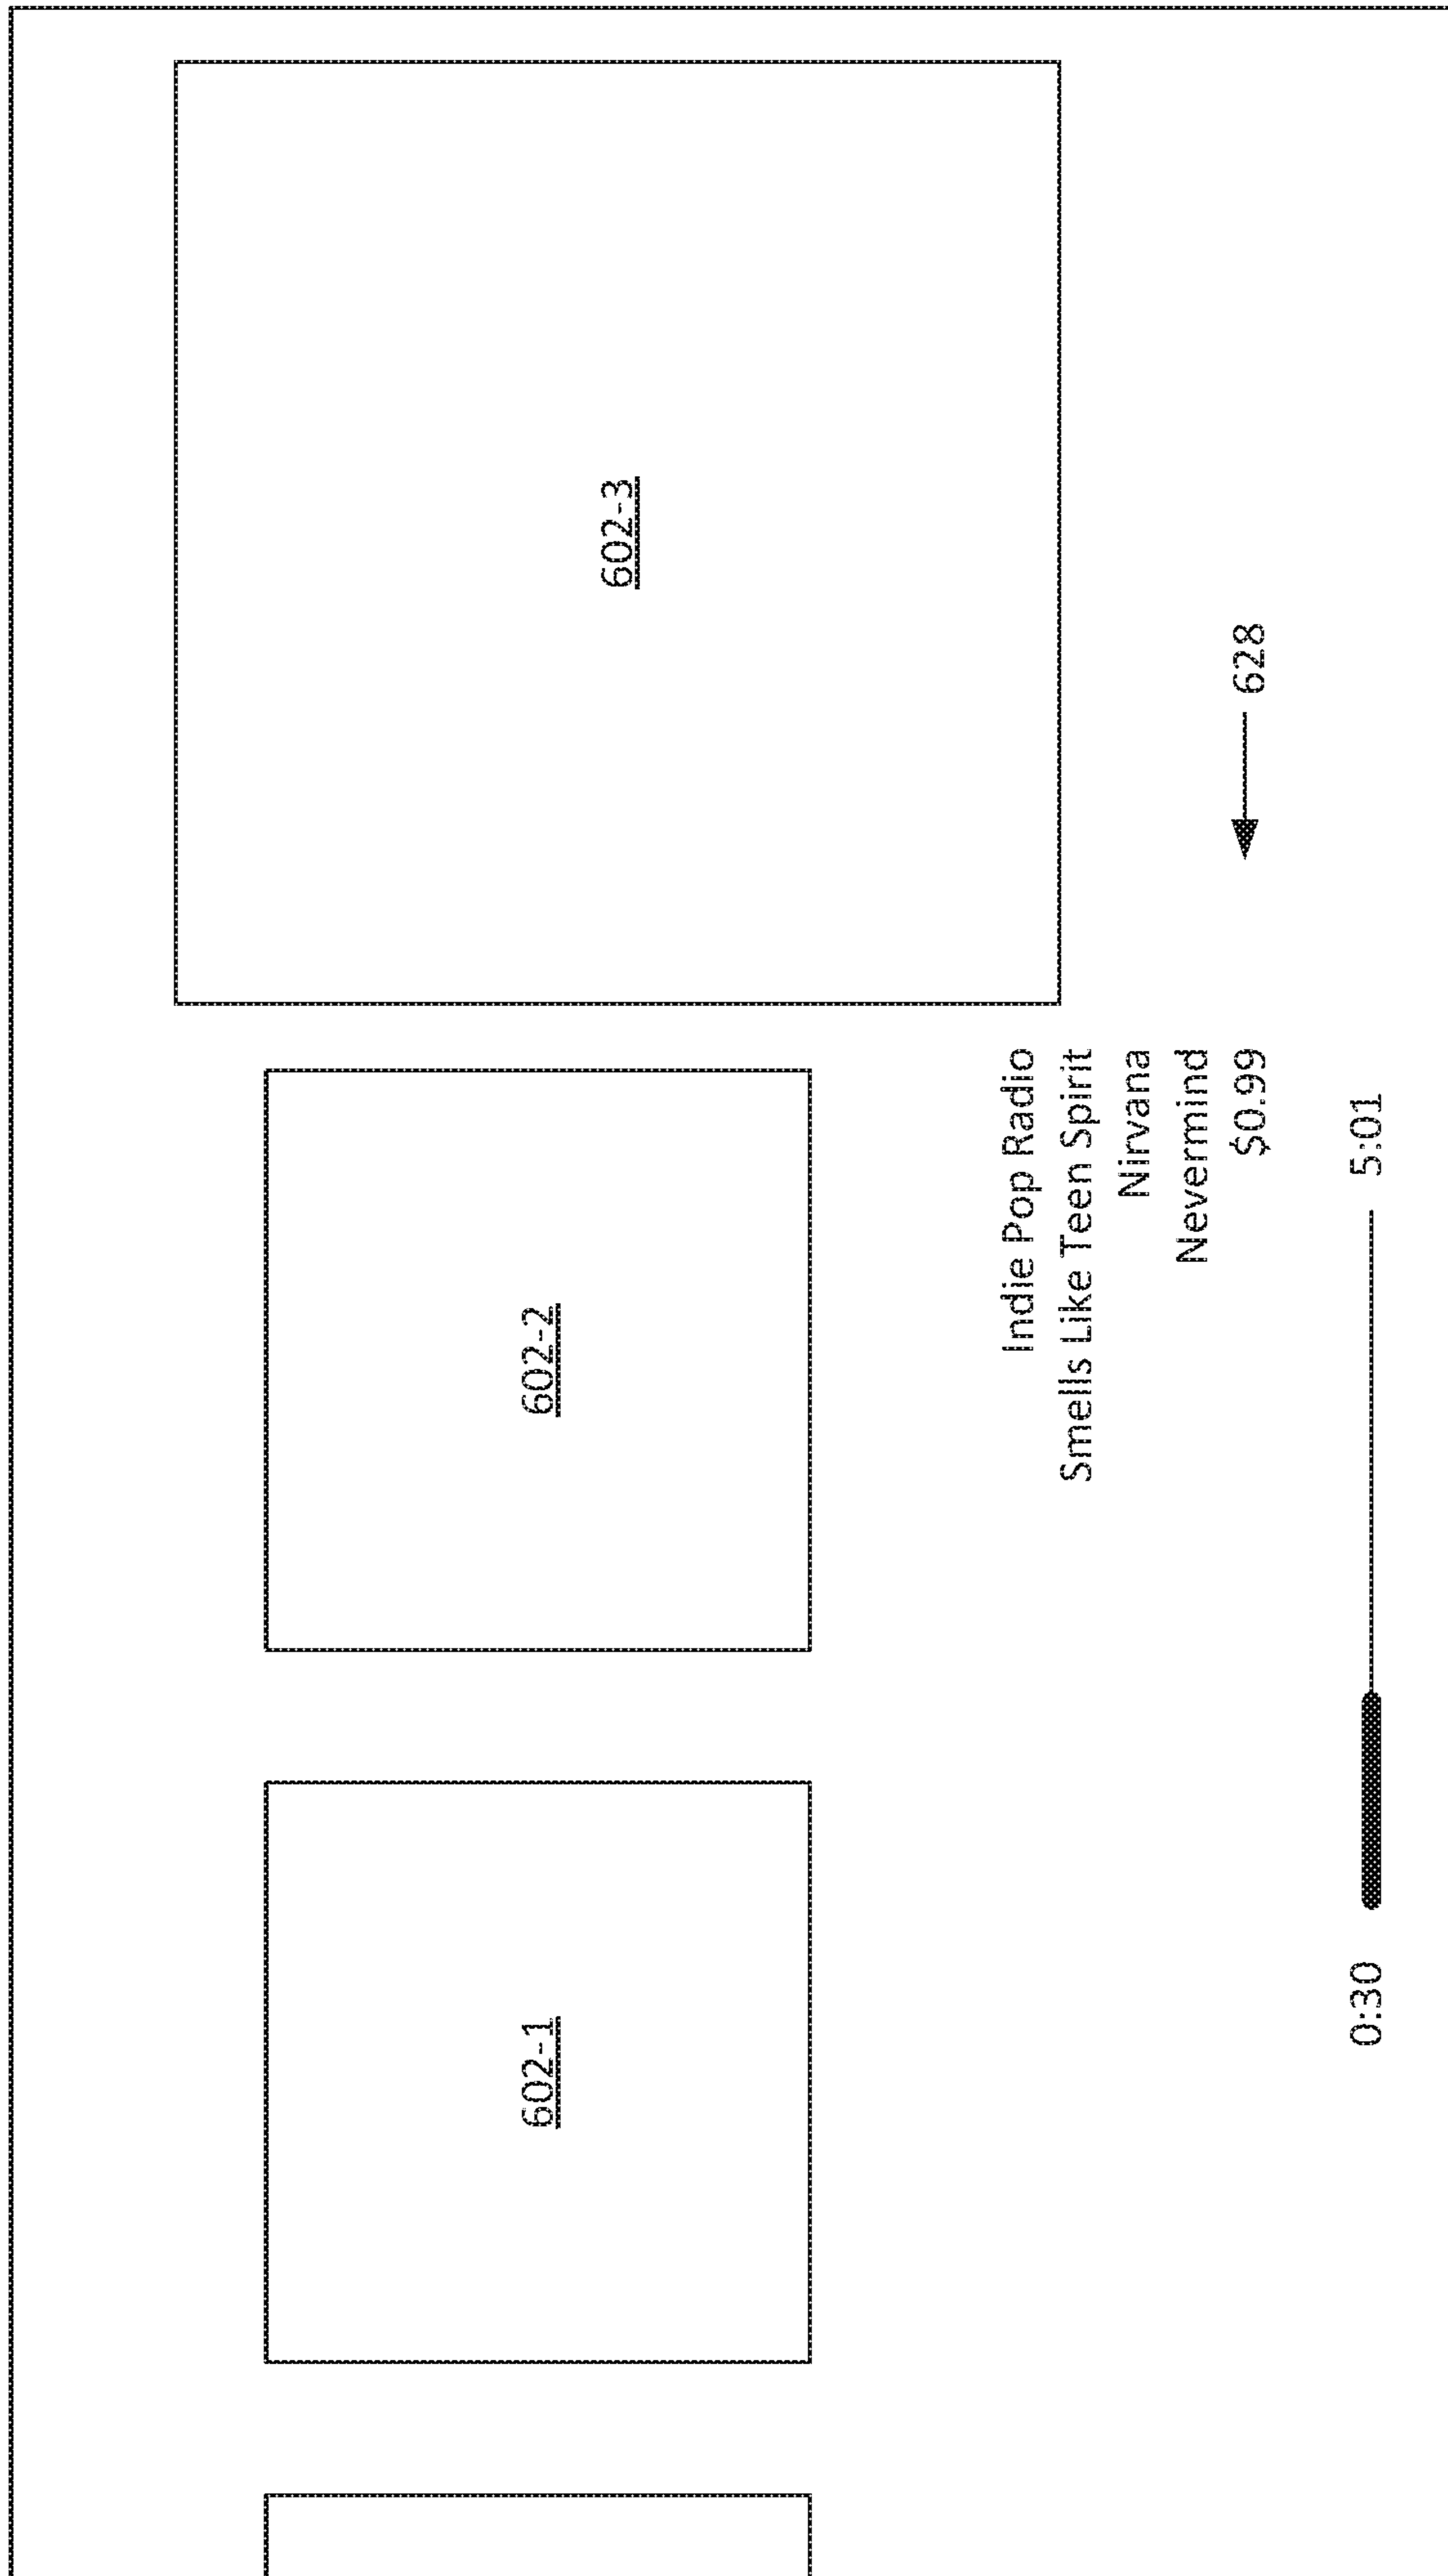 602-1
602-2
602-3
Indie Pop Radio
Smells Like Teen Spirit
Nirvana
Nevermind
$0.99
628
0:30
5:01